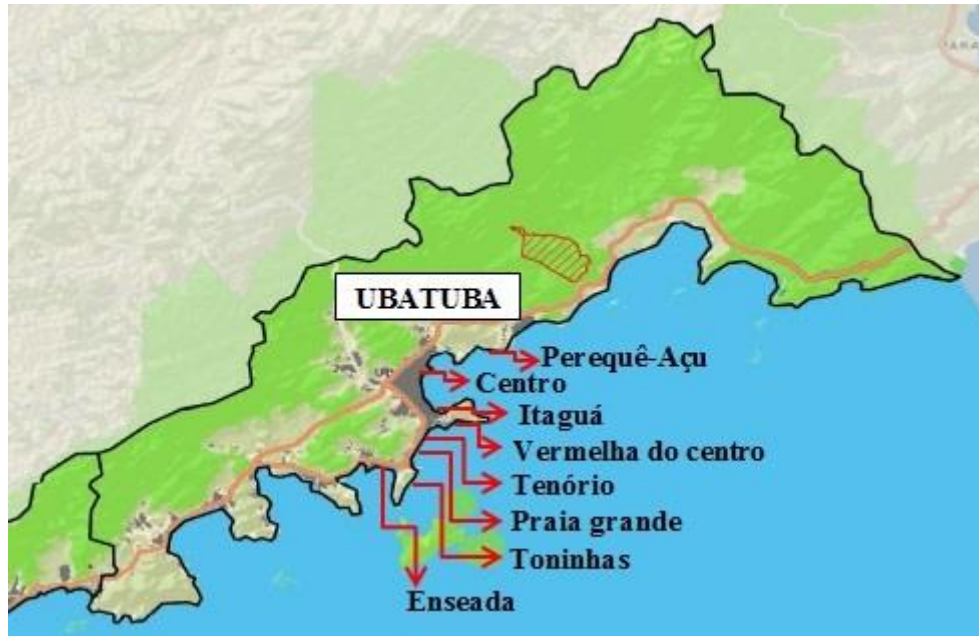 UBATUBA
Perequê-Açu
Centro
Itaguá
Vermelha do centro
Tenório
Praia grande
Toninhas
Enseada